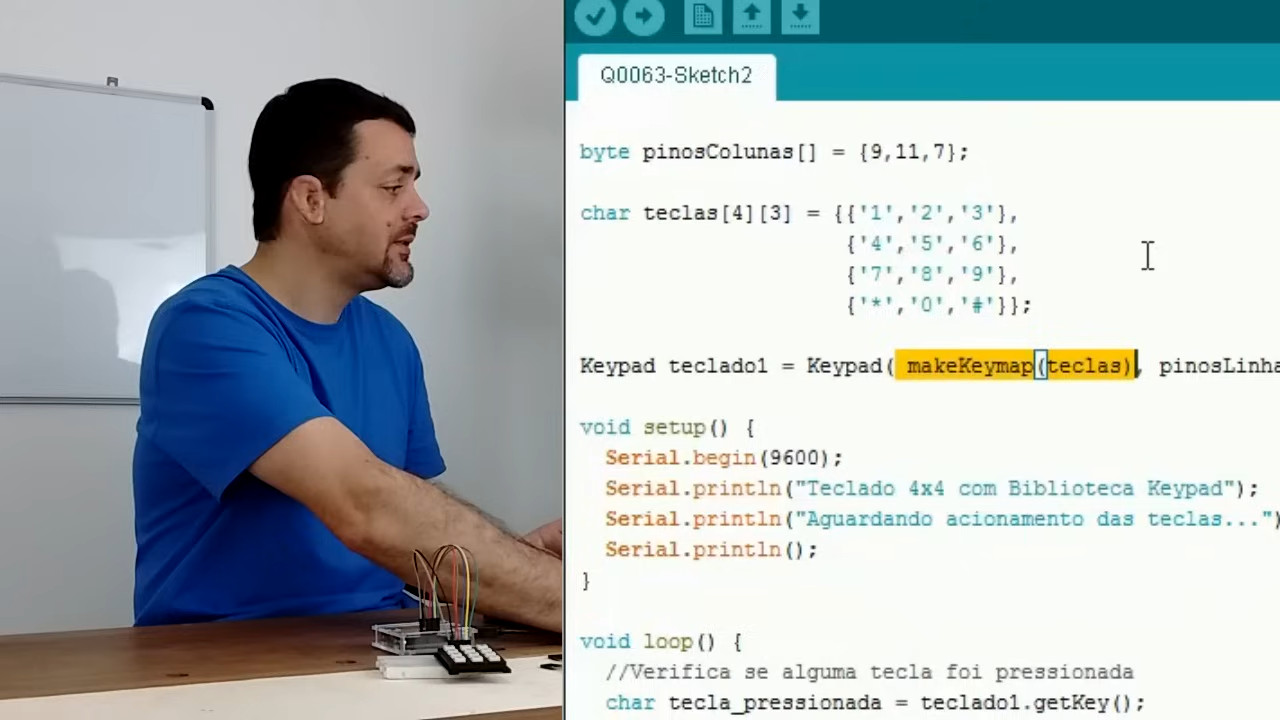 Q0063-Sketch2
byte pinosColunas[] = {9,11,7};
char teclas[4][3] = {{'1','2','3'},
{'4','5','6'},
{'7','8','9'},
{'*','0','#'}};
Keypad teclado1 = Keypad( makeKeymap(teclas), pinosLinha
void setup() {
Serial.begin(9600);
Serial.println("Teclado 4x4 com Biblioteca Keypad");
Serial.println("Aguardando acionamento das teclas...")
Serial.println();
}
void loop() {
//Verifica se alguma tecla foi pressionada
char tecla_pressionada = teclado1.getKey();